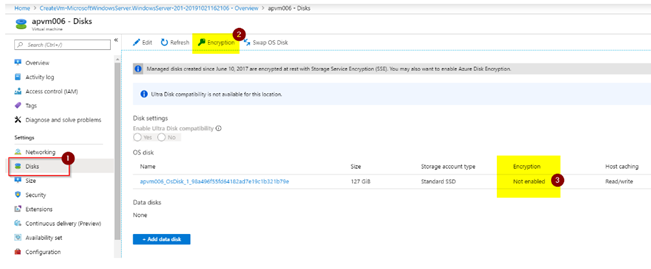 Home > CreateVm-MicrosoftWindowsServer.WindowsServer-201-20191021162106 - Overview > apvm006 - Disks
apvm006 - Disks
Virtual machine
Search (Ctrl+/)
Overview
Activity log
Access control (IAM)
Tags
Diagnose and solve problems
Settings
Networking
1
Disks
Size
Security
Extensions
Continuous delivery (Preview)
Availability set
Configuration
Edit
Refresh
Encryption
2
Swap OS Disk
Managed disks created since June 10, 2017 are encrypted at rest with Storage Service Encryption (SSE). You may also want to enable Azure Disk Encryption.
Ultra Disk compatibility is not available for this location.
Disk settings
Enable Ultra Disk compatibility
Yes No
OS disk
Name Size Storage account type Encryption Host caching
127 GiB Standard SSD Not enabled 3 Read/write
Data disks
None
+ Add data disk